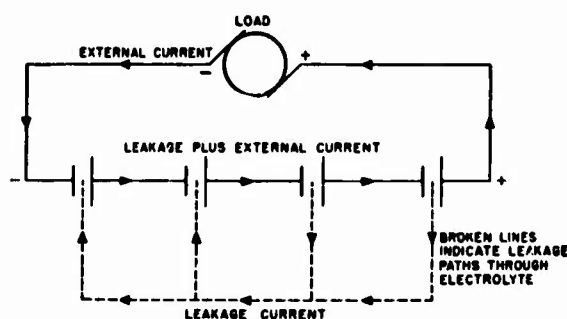 LOAD
EXTERNAL CURRENT
- +
LEAKAGE PLUS EXTERNAL CURRENT
- +
BROKEN LINES
INDICATE LEAKAGE
PATHS THROUGH
ELECTROLYTE
LEAKAGE CURRENT